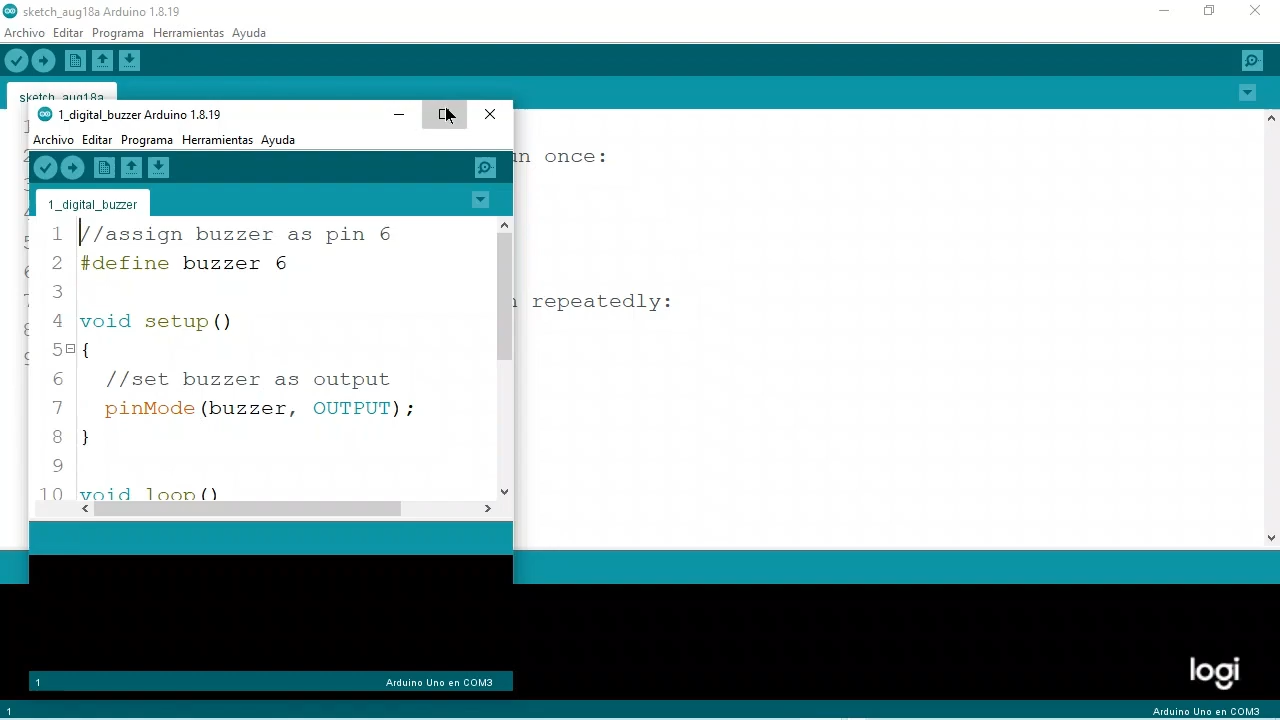 sketch_aug18a Arduino 1.8.19
Archivo Editar Programa Herramientas Ayuda
sketch_aug18a
1_digital_buzzer Arduino 1.8.19
Archivo Editar Programa Herramientas Ayuda
once:
repeatedly:
1_digital_buzzer
1 //assign buzzer as pin 6
2 #define buzzer 6
3
4 void setup()
5 {
6 //set buzzer as output
7 pinMode(buzzer, OUTPUT);
8 }
9
10 void loop()
1 Arduino Uno en COM3
logi
1 Arduino Uno en COM3